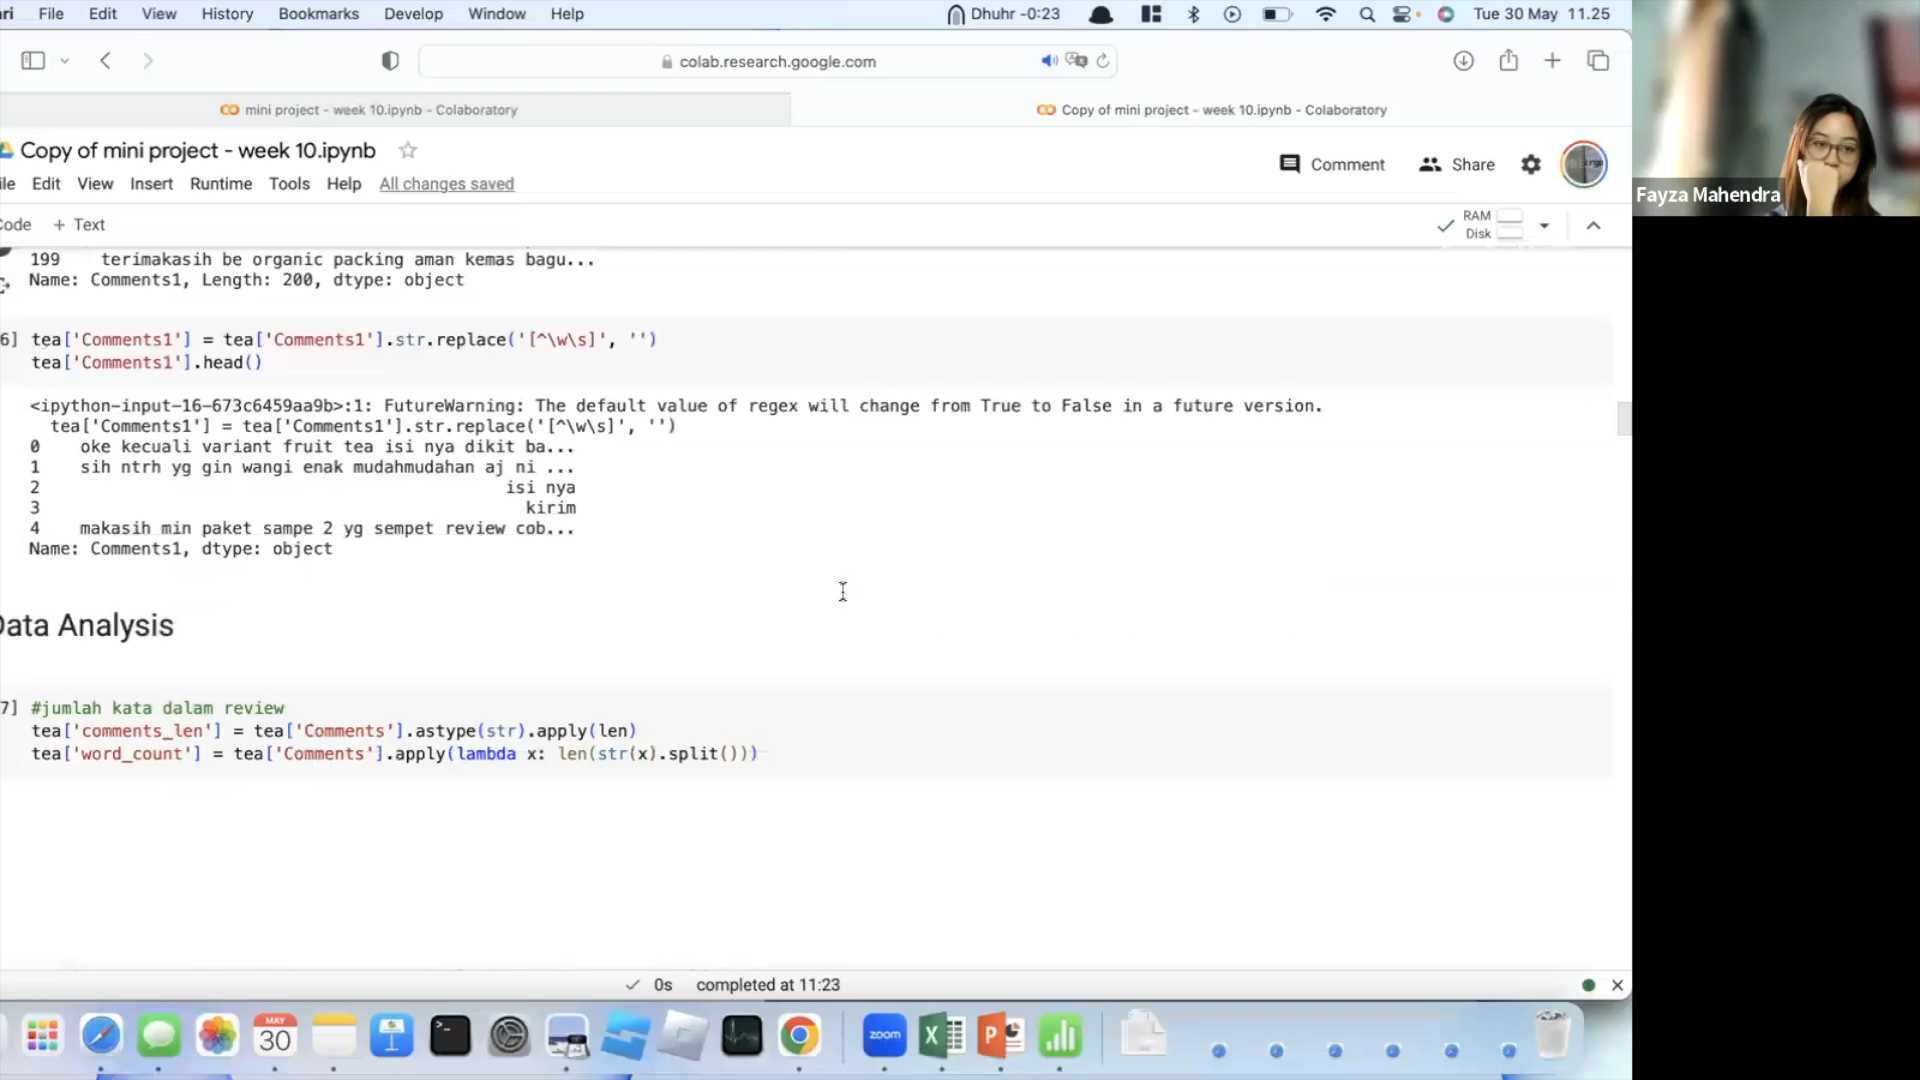 ri File Edit View History Bookmarks Develop Window Help Dhuhr -0:23 Tue 30 May 11.25
colab.research.google.com
mini project - week 10.ipynb - Colaboratory Copy of mini project - week 10.ipynb - Colaboratory
Copy of mini project - week 10.ipynb Comment Share
ile Edit View Insert Runtime Tools Help All changes saved
Code + Text RAM
Disk
199 terimakasih be organic packing aman kemas bagu...
Name: Comments1, Length: 200, dtype: object
6] tea['Comments1'] = tea['Comments1'].str.replace('[^\w\s]', '')
tea['Comments1'].head()
<ipython-input-16-673c6459aa9b>:1: FutureWarning: The default value of regex will change from True to False in a future version.
tea['Comments1'] = tea['Comments1'].str.replace('[^\w\s]', '')
0 oke kecuali variant fruit tea isi nya dikit ba...
1 sih ntrh yg gin wangi enak mudahmudahan aj ni ...
2 isi nya
3 kirim
4 makasih min paket sampe 2 yg sempet review cob...
Name: Comments1, dtype: object
Data Analysis
7] #jumlah kata dalam review
tea['comments_len'] = tea['Comments'].astype(str).apply(len)
tea['word_count'] = tea['Comments'].apply(lambda x: len(str(x).split()))
0s completed at 11:23
MAY
30
zoom
Fayza Mahendra